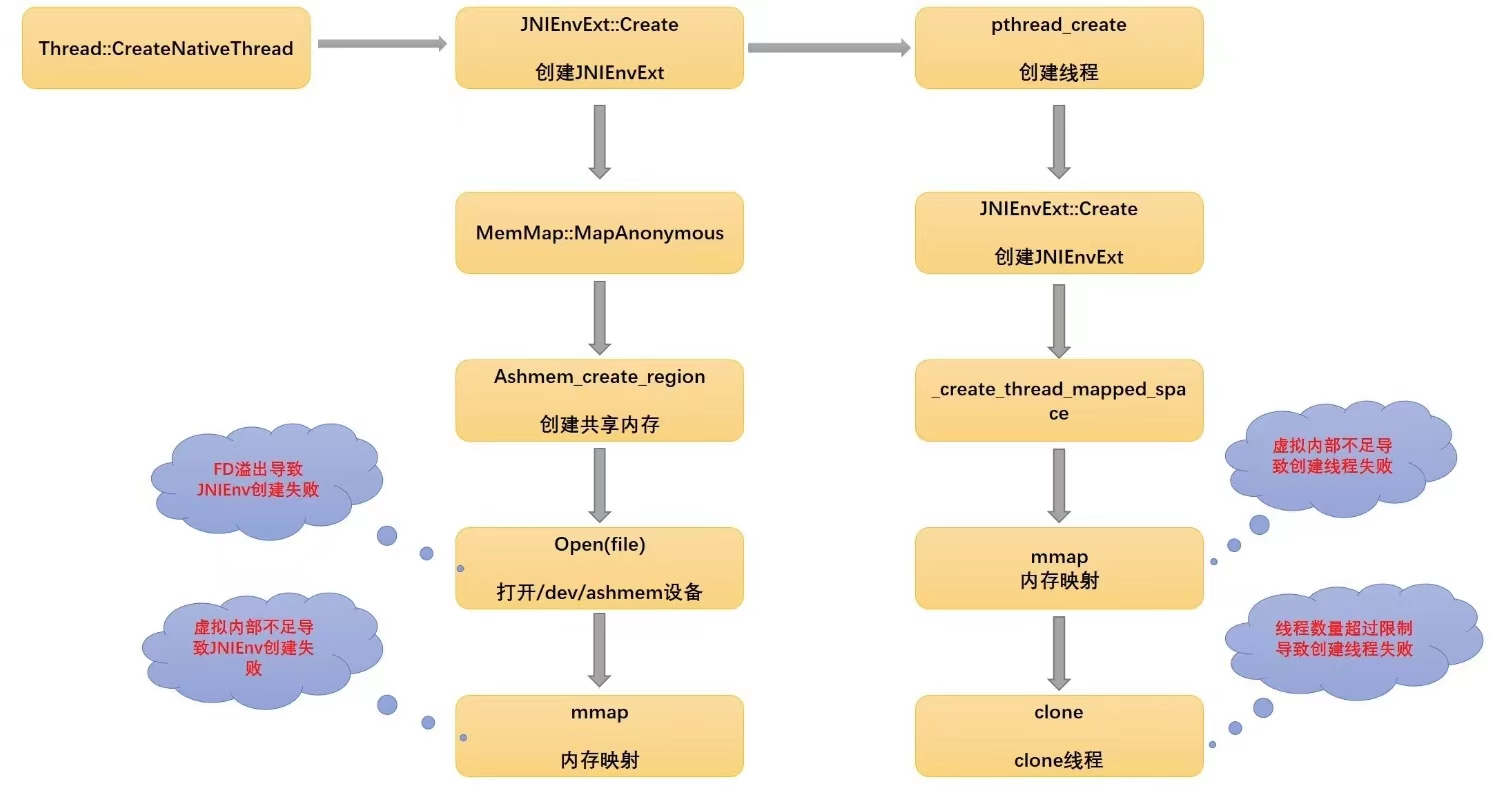 Thread::CreateNativeThread
JNIEnvExt::Create
创建JNIEnvExt
pthread_create
创建线程
MemMap::MapAnonymous
JNIEnvExt::Create
创建JNIEnvExt
Ashmem_create_region
创建共享内存
_create_thread_mapped_spa
ce
FD溢出导致
JNIEnv创建失败
虚拟内部不足导
致创建线程失败
Open(file)
打开/dev/ashmem设备
mmap
内存映射
虚拟内部不足导
致JNIEnv创建失
败
线程数量超过限制
导致创建线程失败
mmap
内存映射
clone
clone线程